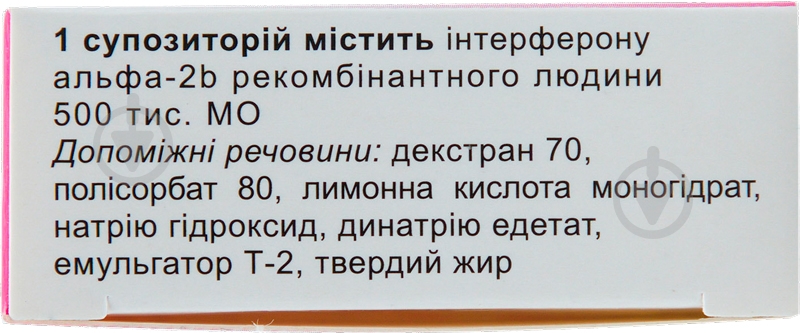 1 супозиторій містить інтерферону
альфа-2b рекомбінантного людини
500 тис. МО
Допоміжні речовини: декстран 70,
полісорбат 80, лимонна кислота моногідрат,
натрію гідроксид, динатрію едетат,
емульгатор Т-2, твердий жир